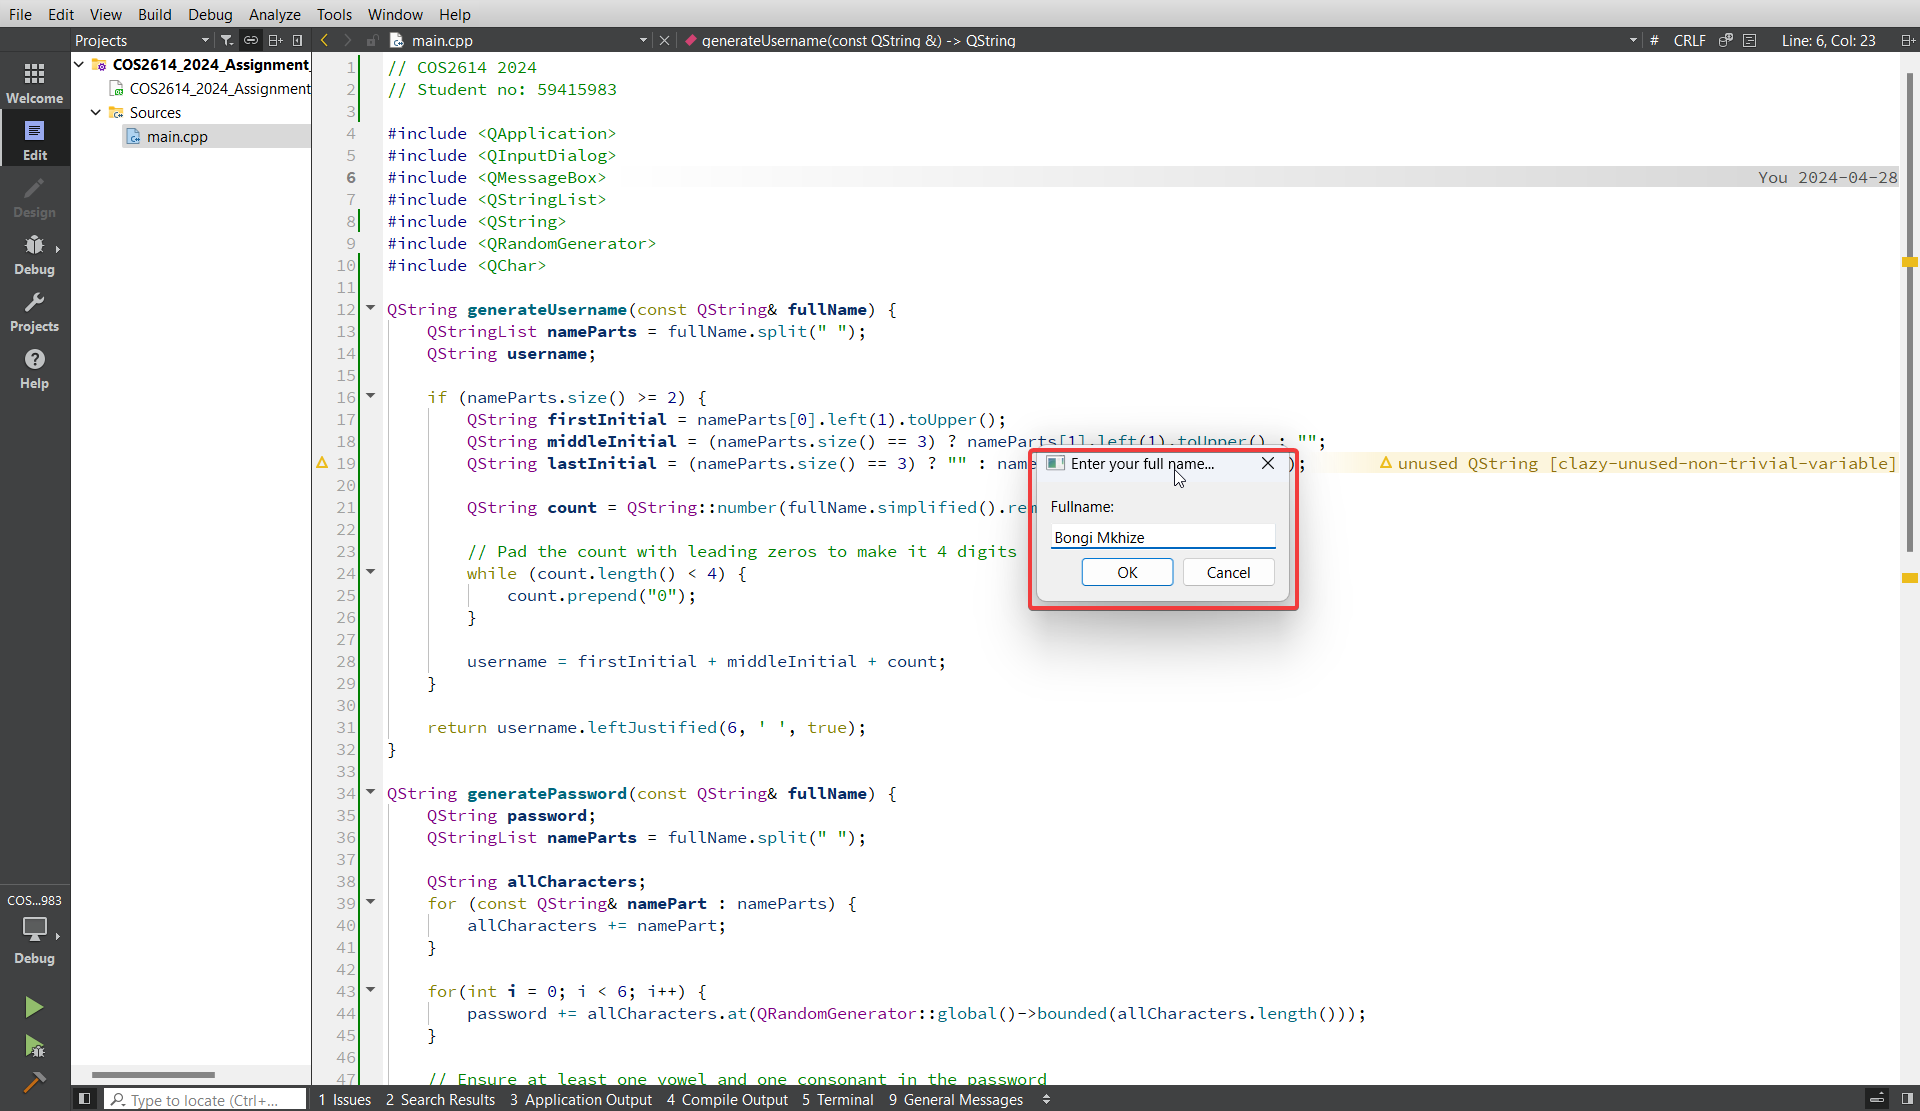 File Edit View Build Debug Analyze Tools Window Help
Projects main.cpp generateUsername(const QString &) -> QString # CRLF Line: 6, Col: 23
Welcome
Edit
Design
Debug
Projects
Help
COS...983
Debug
COS2614_2024_Assignment
COS2614_2024_Assignment
Sources
main.cpp
1 // COS2614 2024
2 // Student no: 59415983
3
4 #include <QApplication>
5 #include <QInputDialog>
6 #include <QMessageBox> You 2024-04-28
7 #include <QStringList>
8 #include <QString>
9 #include <QRandomGenerator>
10 #include <QChar>
11
12 QString generateUsername(const QString& fullName) {
13 QStringList nameParts = fullName.split(" ");
14 QString username;
15
16 if (nameParts.size() >= 2) {
17 QString firstInitial = nameParts[0].left(1).toUpper();
18 QString middleInitial = (nameParts.size() == 3) ? nameParts[1].left(1).toUpper() : "";
19 QString lastInitial = (nameParts.size() == 3) ? "" : name ); unused QString [clazy-unused-non-trivial-variable]
20
21 QString count = QString::number(fullName.simplified().rem
22
23 // Pad the count with leading zeros to make it 4 digits
24 while (count.length() < 4) {
25 count.prepend("0");
26 }
27
28 username = firstInitial + middleInitial + count;
29 }
30
31 return username.leftJustified(6, ' ', true);
32 }
33
34 QString generatePassword(const QString& fullName) {
35 QString password;
36 QStringList nameParts = fullName.split(" ");
37
38 QString allCharacters;
39 for (const QString& namePart : nameParts) {
40 allCharacters += namePart;
41 }
42
43 for(int i = 0; i < 6; i++) {
44 password += allCharacters.at(QRandomGenerator::global()->bounded(allCharacters.length()));
45 }
46
47 // Ensure at least one vowel and one consonant in the password
Enter your full name...
Fullname:
Bongi Mkhize
OK Cancel
Type to locate (Ctrl+... 1 Issues 2 Search Results 3 Application Output 4 Compile Output 5 Terminal 9 General Messages